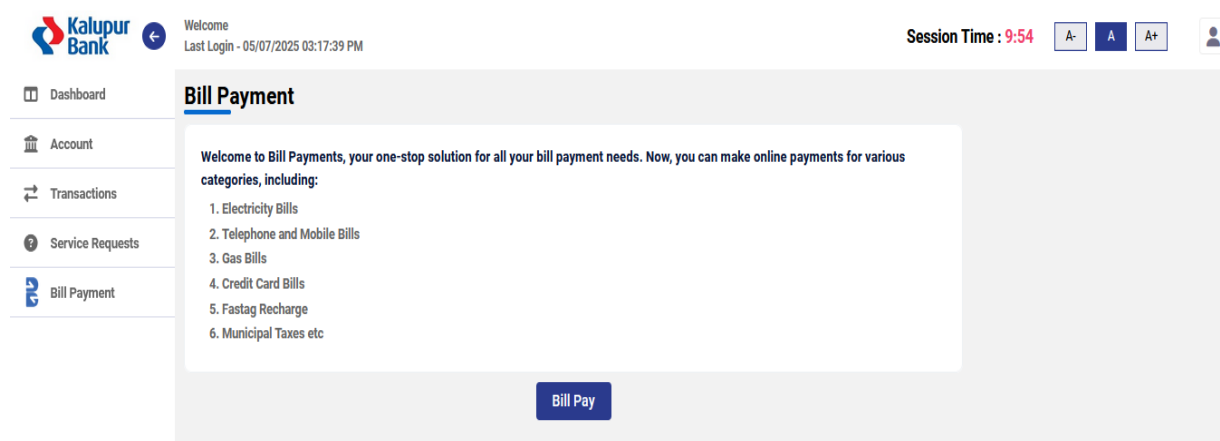 Kalupur
Bank
Welcome
Last Login - 05/07/2025 03:17:39 PM
Session Time : 9:54
A-
A
A+
Dashboard
Account
Transactions
Service Requests
Bill Payment
Bill Payment
Welcome to Bill Payments, your one-stop solution for all your bill payment needs. Now, you can make online payments for various
categories, including:
1. Electricity Bills
2. Telephone and Mobile Bills
3. Gas Bills
4. Credit Card Bills
5. Fastag Recharge
6. Municipal Taxes etc
Bill Pay